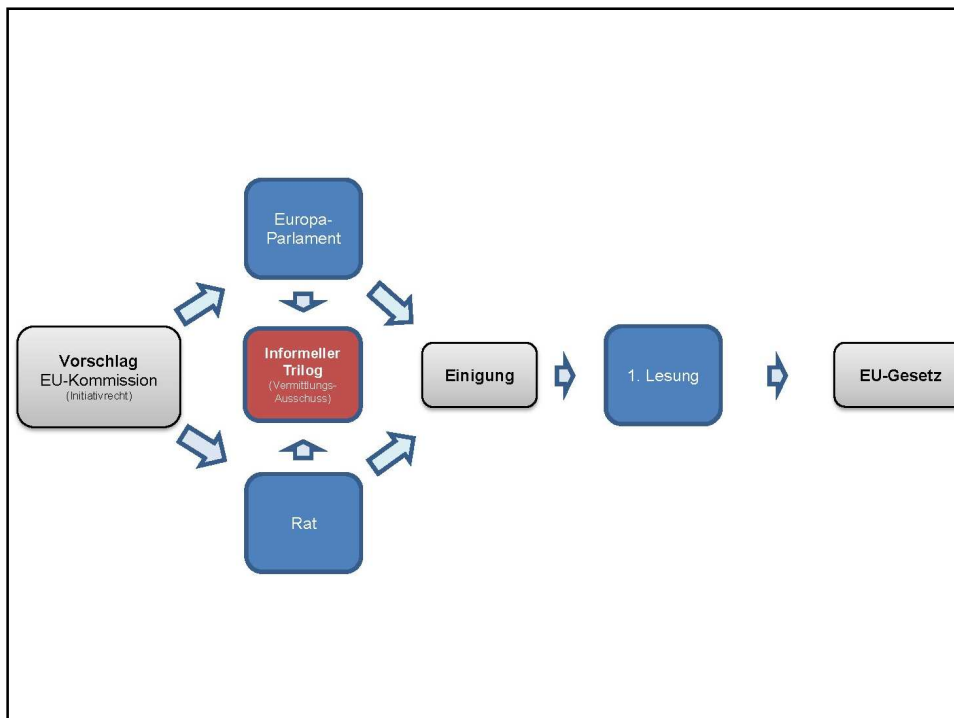 Europa-
Parlament
Vorschlag
EU-Kommission
(Initiativrecht)
Informeller
Trilog
(Vermittlungs-
Ausschuss)
Einigung
1. Lesung
EU-Gesetz
Rat